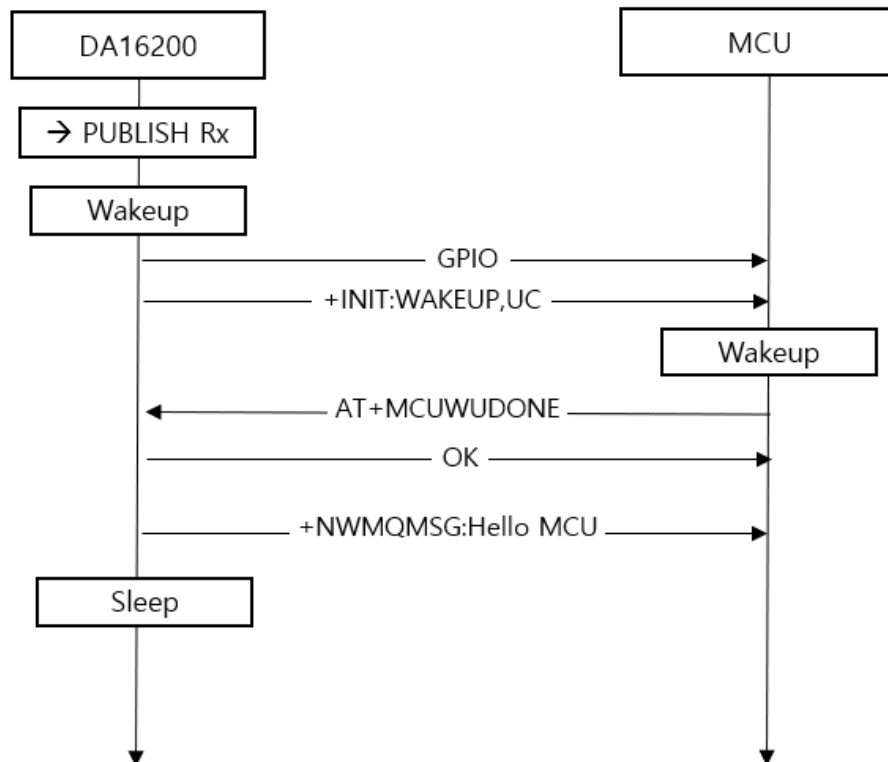 DA16200
MCU
→ PUBLISH Rx
Wakeup
GPIO
+INIT:WAKEUP,UC
Wakeup
AT+MCUWUDONE
OK
+NWMQMSG:Hello MCU
Sleep